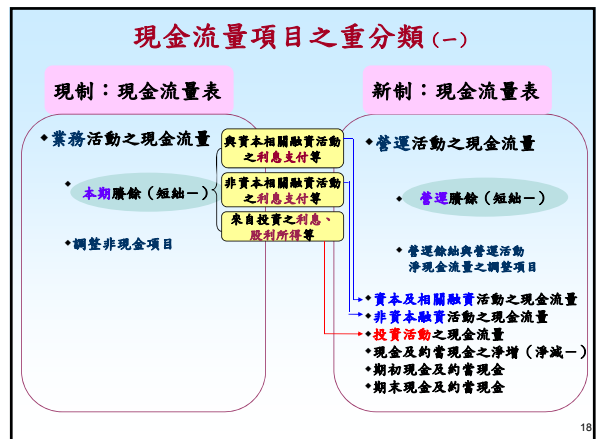 現金流量項目之重分類(一)
現制：現金流量表
新制：現金流量表
◆業務活動之現金流量
◆
本期賸餘（短絀－）
◆調整非現金項目
與資本相關融資活動
之利息支付等
非資本相關融資活動
之利息支付等
來自投資之利息、
股利所得等
◆營運活動之現金流量
◆
營運賸餘（短絀－）
◆營運餘絀與營運活動
淨現金流量之調整項目
◆資本及相關融資活動之現金流量
◆非資本融資活動之現金流量
◆投資活動之現金流量
◆現金及約當現金之淨增（淨減－）
◆期初現金及約當現金
◆期末現金及約當現金
18